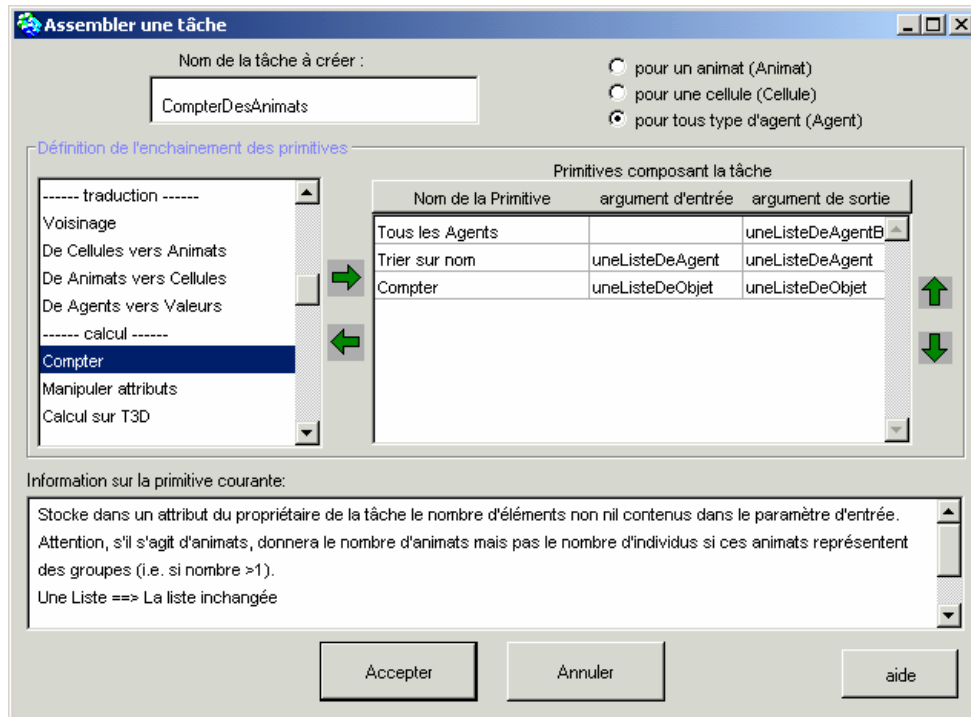 Assembler une tâche
Nom de la tâche à créer :
CompterDesAnimats
pour un animat (Animat)
pour une cellule (Cellule)
pour tous type d'agent (Agent)
Définition de l'enchainement des primitives
------ traduction ------
Voisinage
De Cellules vers Animats
De Animats vers Cellules
De Agents vers Valeurs
------ calcul ------
Compter
Manipuler attributs
Calcul sur T3D
Primitives composant la tâche
Nom de la Primitive argument d'entrée argument de sortie
Tous les Agents uneListeDeAgentB
Trier sur nom uneListeDeAgent uneListeDeAgent
Compter uneListeDeObjet uneListeDeObjet
Information sur la primitive courante:
Stocke dans un attribut du propriétaire de la tâche le nombre d'éléments non nil contenus dans le paramètre d'entrée.
Attention, s'il s'agit d'animats, donnera le nombre d'animats mais pas le nombre d'individus si ces animats représentent
des groupes (i.e. si nombre >1).
Une Liste ==> La liste inchangée
Accepter
Annuler
aide